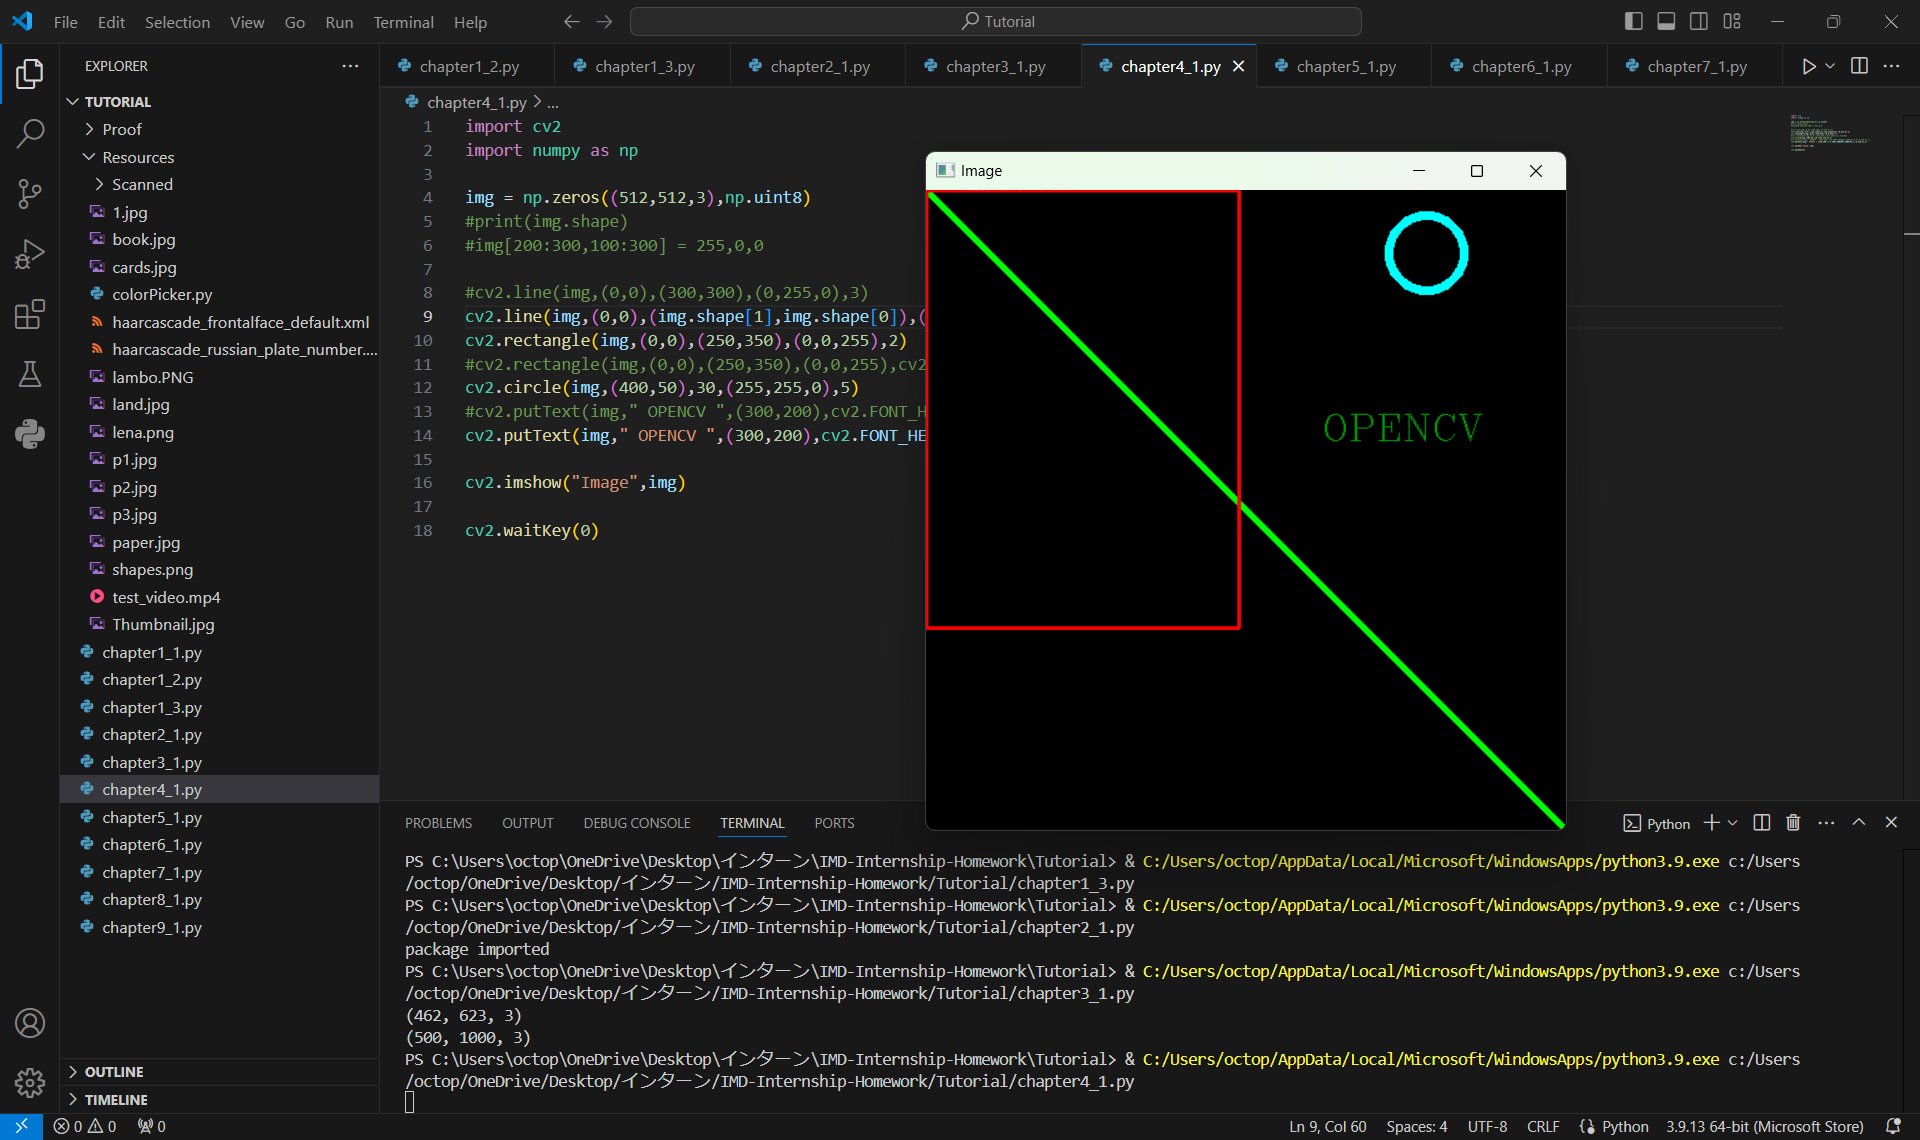 File Edit Selection View Go Run Terminal Help
Tutorial
EXPLORER
TUTORIAL
Proof
Resources
Scanned
1.jpg
book.jpg
cards.jpg
colorPicker.py
haarcascade_frontalface_default.xml
haarcascade_russian_plate_number....
lambo.PNG
land.jpg
lena.png
p1.jpg
p2.jpg
p3.jpg
paper.jpg
shapes.png
test_video.mp4
Thumbnail.jpg
chapter1_1.py
chapter1_2.py
chapter1_3.py
chapter2_1.py
chapter3_1.py
chapter4_1.py
chapter5_1.py
chapter6_1.py
chapter7_1.py
chapter8_1.py
chapter9_1.py
OUTLINE
TIMELINE
chapter1_2.py chapter1_3.py chapter2_1.py chapter3_1.py chapter4_1.py chapter5_1.py chapter6_1.py chapter7_1.py
chapter4_1.py > ...
1 import cv2
2 import numpy as np
3
4 img = np.zeros((512,512,3),np.uint8)
5 #print(img.shape)
6 #img[200:300,100:300] = 255,0,0
7
8 #cv2.line(img,(0,0),(300,300),(0,255,0),3)
9 cv2.line(img,(0,0),(img.shape[1],img.shape[0]),(
10 cv2.rectangle(img,(0,0),(250,350),(0,0,255),2)
11 #cv2.rectangle(img,(0,0),(250,350),(0,0,255),cv2
12 cv2.circle(img,(400,50),30,(255,255,0),5)
13 #cv2.putText(img," OPENCV ",(300,200),cv2.FONT_H
14 cv2.putText(img," OPENCV ",(300,200),cv2.FONT_HE
15
16 cv2.imshow("Image",img)
17
18 cv2.waitKey(0)
Image
OPENCV
PROBLEMS OUTPUT DEBUG CONSOLE TERMINAL PORTS
Python
PS C:\Users\octop\OneDrive\Desktop\インターン\IMD-Internship-Homework\Tutorial> & C:/Users/octop/AppData/Local/Microsoft/WindowsApps/python3.9.exe c:/Users
/octop/OneDrive/Desktop/インターン/IMD-Internship-Homework/Tutorial/chapter1_3.py
PS C:\Users\octop\OneDrive\Desktop\インターン\IMD-Internship-Homework\Tutorial> & C:/Users/octop/AppData/Local/Microsoft/WindowsApps/python3.9.exe c:/Users
/octop/OneDrive/Desktop/インターン/IMD-Internship-Homework/Tutorial/chapter2_1.py
package imported
PS C:\Users\octop\OneDrive\Desktop\インターン\IMD-Internship-Homework\Tutorial> & C:/Users/octop/AppData/Local/Microsoft/WindowsApps/python3.9.exe c:/Users
/octop/OneDrive/Desktop/インターン/IMD-Internship-Homework/Tutorial/chapter3_1.py
(462, 623, 3)
(500, 1000, 3)
PS C:\Users\octop\OneDrive\Desktop\インターン\IMD-Internship-Homework\Tutorial> & C:/Users/octop/AppData/Local/Microsoft/WindowsApps/python3.9.exe c:/Users
/octop/OneDrive/Desktop/インターン/IMD-Internship-Homework/Tutorial/chapter4_1.py
0 0 0 Ln 9, Col 60 Spaces: 4 UTF-8 CRLF Python 3.9.13 64-bit (Microsoft Store)